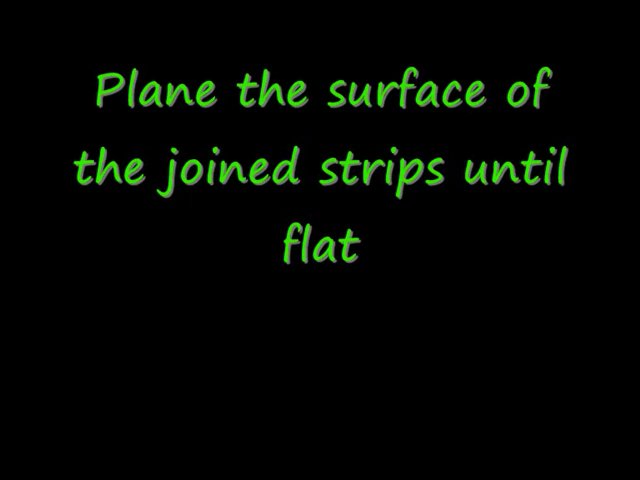 Plane the surface of
the joined strips until
flat